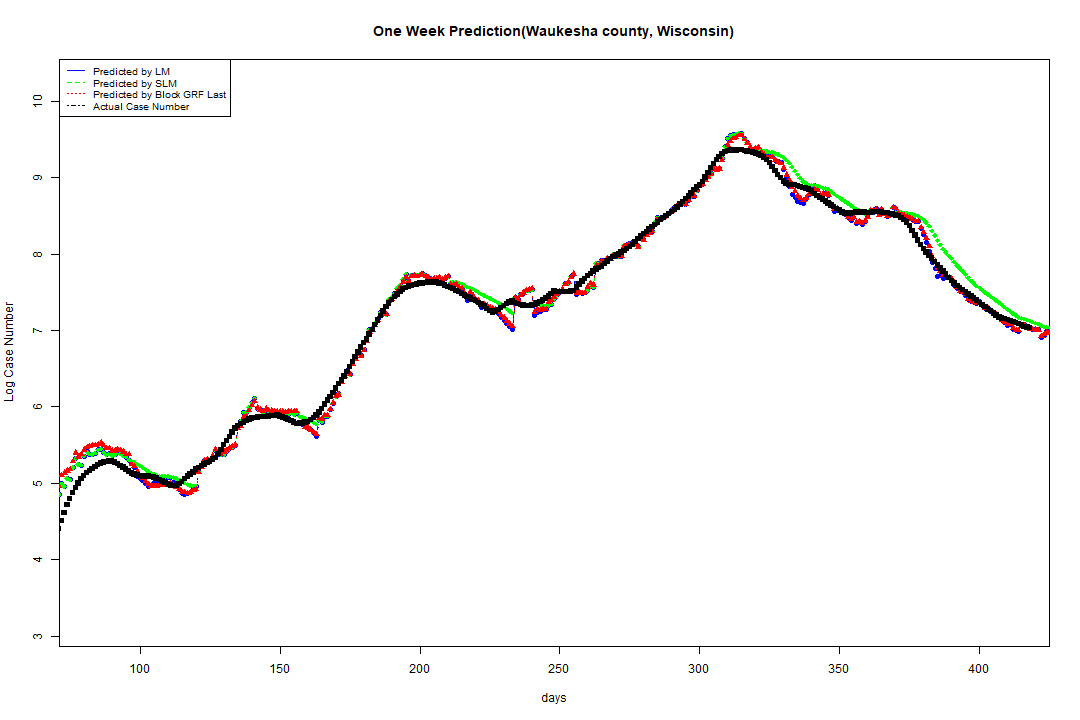 One Week Prediction(Waukesha county, Wisconsin)
Predicted by LM
Predicted by SLM
Predicted by Block GRF Last
Actual Case Number
10
9
8
7
6
5
4
3
Log Case Number
100 150 200 250 300 350 400
days